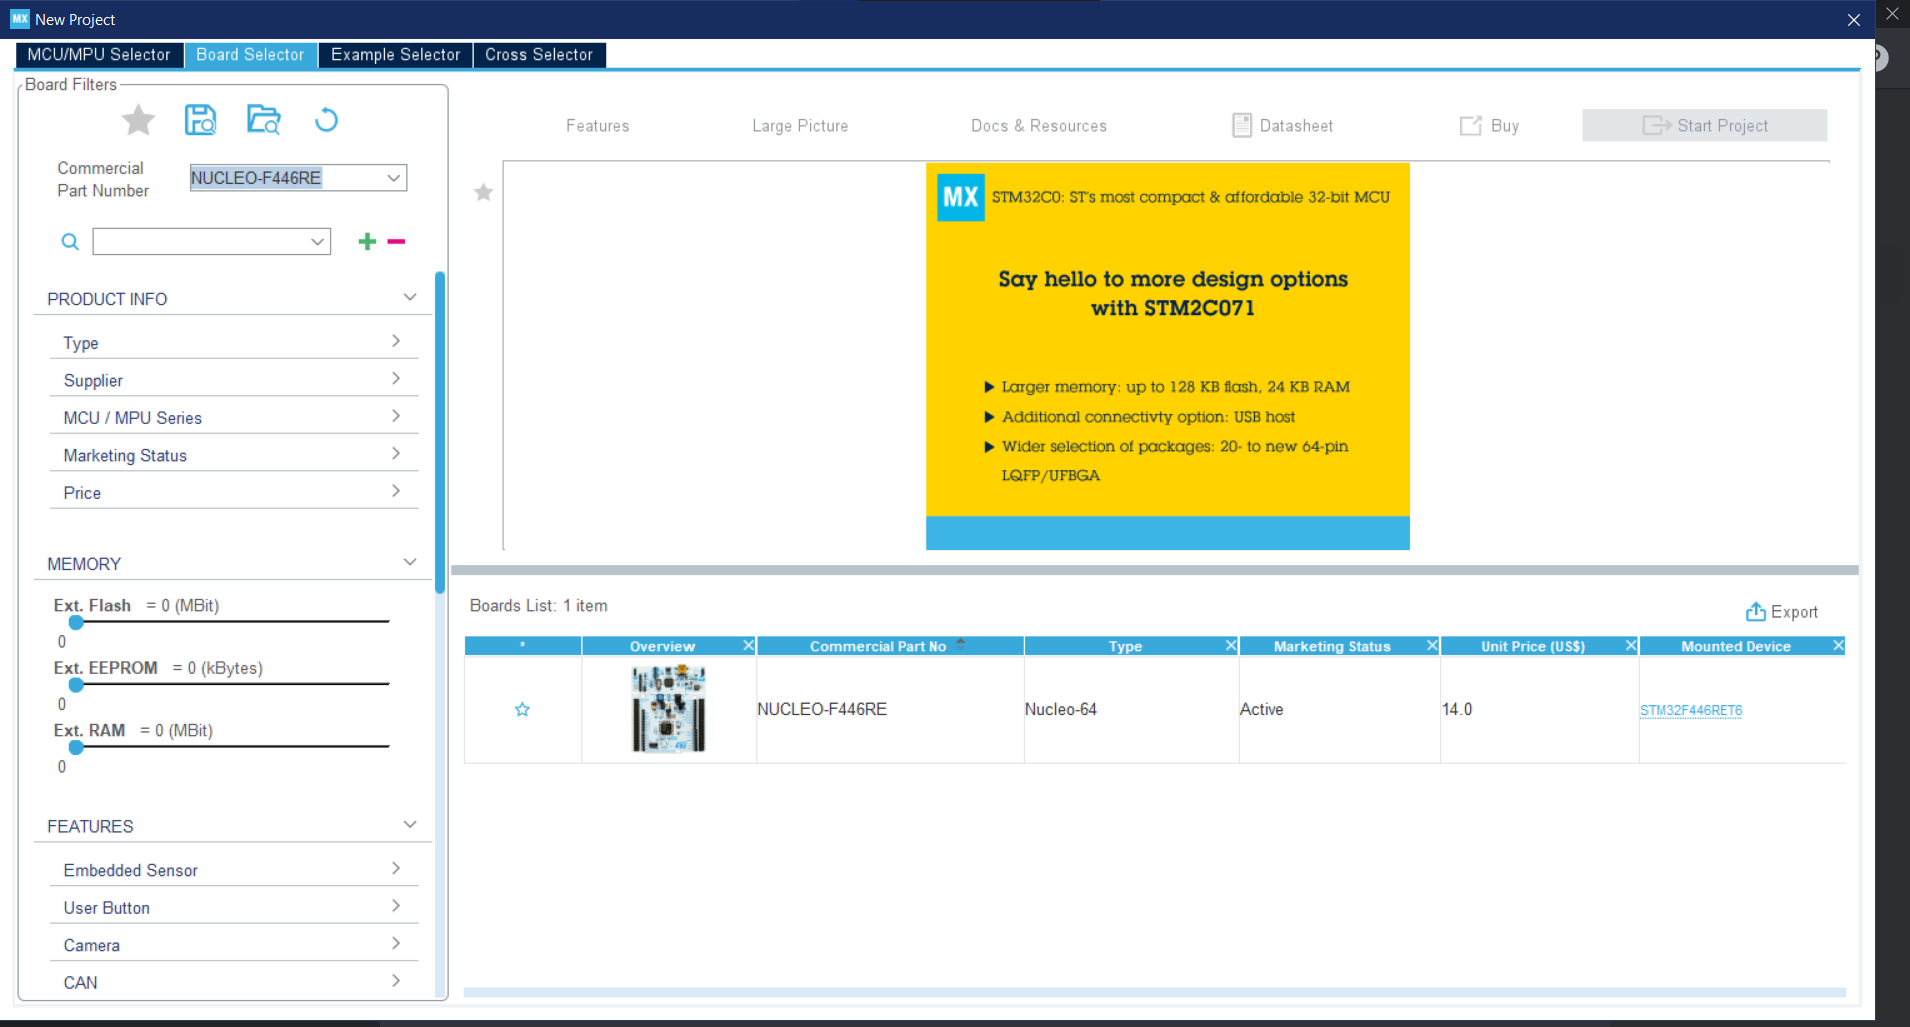 MX New Project
MCU/MPU Selector Board Selector Example Selector Cross Selector
Board Filters
Commercial
Part Number
NUCLEO-F446RE
PRODUCT INFO
Type
Supplier
MCU / MPU Series
Marketing Status
Price
MEMORY
Ext. Flash = 0 (MBit)
0
Ext. EEPROM = 0 (kBytes)
0
Ext. RAM = 0 (MBit)
0
FEATURES
Embedded Sensor
User Button
Camera
CAN
Features Large Picture Docs & Resources Datasheet Buy Start Project
MX STM32C0: ST's most compact & affordable 32-bit MCU
Say hello to more design options
with STM2C071
Larger memory: up to 128 KB flash, 24 KB RAM
Additional connectivty option: USB host
Wider selection of packages: 20- to new 64-pin
LQFP/UFBGA
Boards List: 1 item
Export
* Overview Commercial Part No Type Marketing Status Unit Price (US$) Mounted Device
NUCLEO-F446RE Nucleo-64 Active 14.0 STM32F446RET6